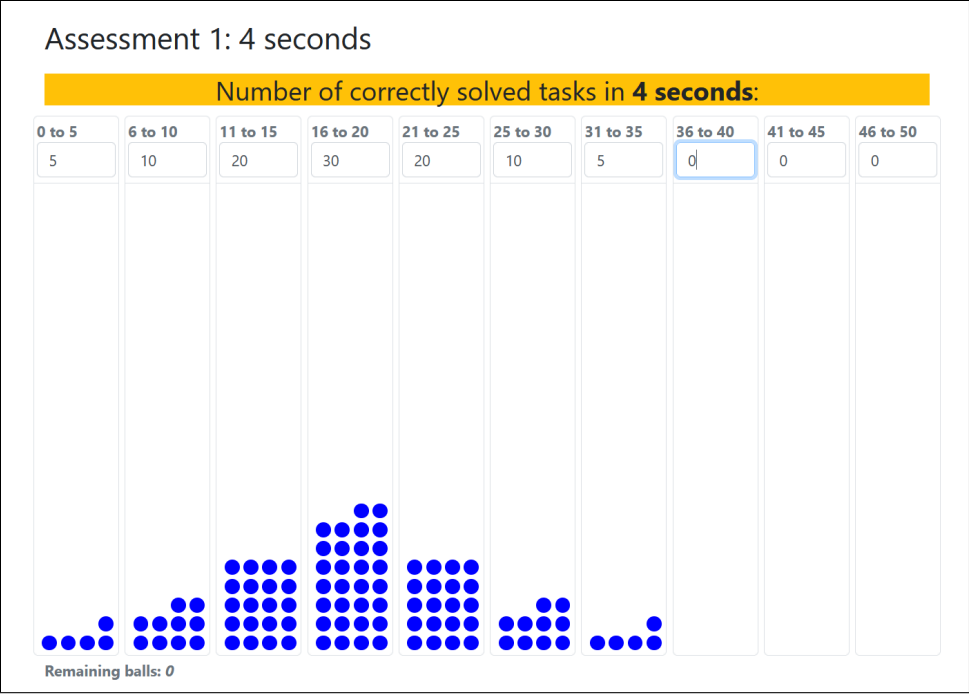 Assessment 1: 4 seconds
Number of correctly solved tasks in 4 seconds:
0 to 5 6 to 10 11 to 15 16 to 20 21 to 25 25 to 30 31 to 35 36 to 40 41 to 45 46 to 50
5 10 20 30 20 10 5 0 0 0
Remaining balls: 0